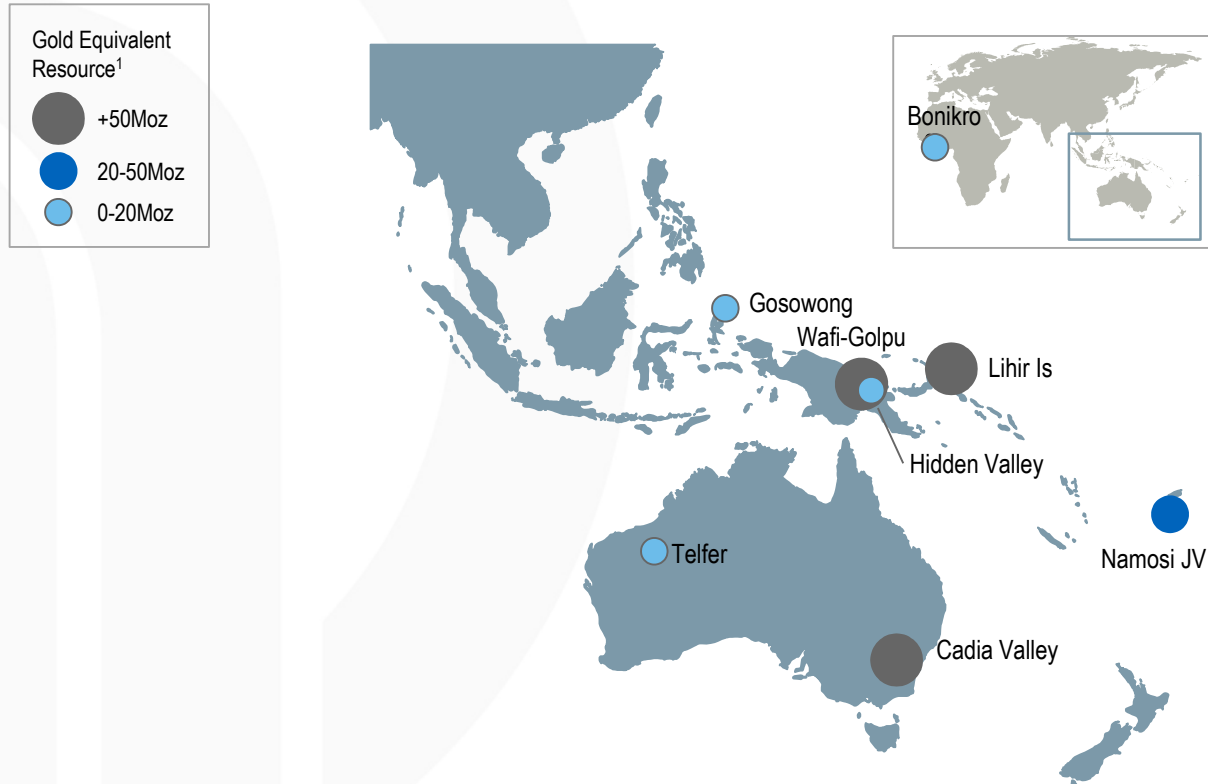 Gold Equivalent
Resource¹
+50Moz
20-50Moz
0-20Moz
Bonikro
Gosowong
Wafi-Golpu
Lihir Is
Hidden Valley
Telfer
Namosi JV
Cadia Valley